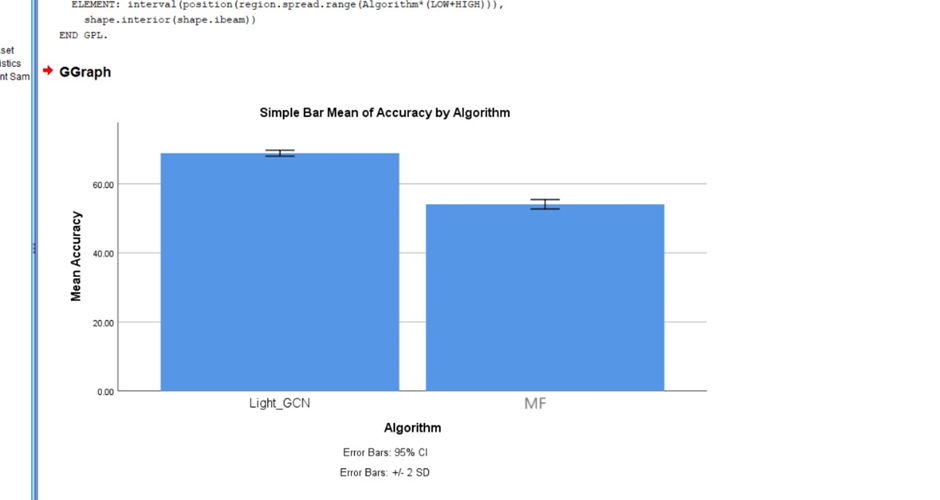 ELEMENT: interval(position(region.spread.range(Algorithm*(LOW+HIGH))),
shape.interior(shape.ibeam))
END GPL.
set
istics
nt Sam
GGraph
Simple Bar Mean of Accuracy by Algorithm
Mean Accuracy
60.00
40.00
20.00
0.00
Light_GCN
MF
Algorithm
Error Bars: 95% CI
Error Bars: +/- 2 SD